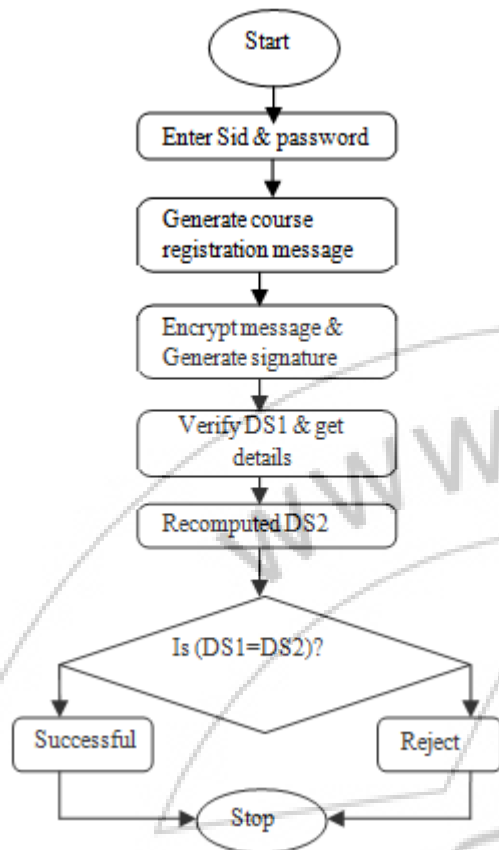 Start
Enter Sid & password
Generate course
registration message
Encrypt message &
Generate signature
Verify DS1 & get
details
Recomputed DS2
Is (DS1=DS2)?
Successful
Reject
Stop
www